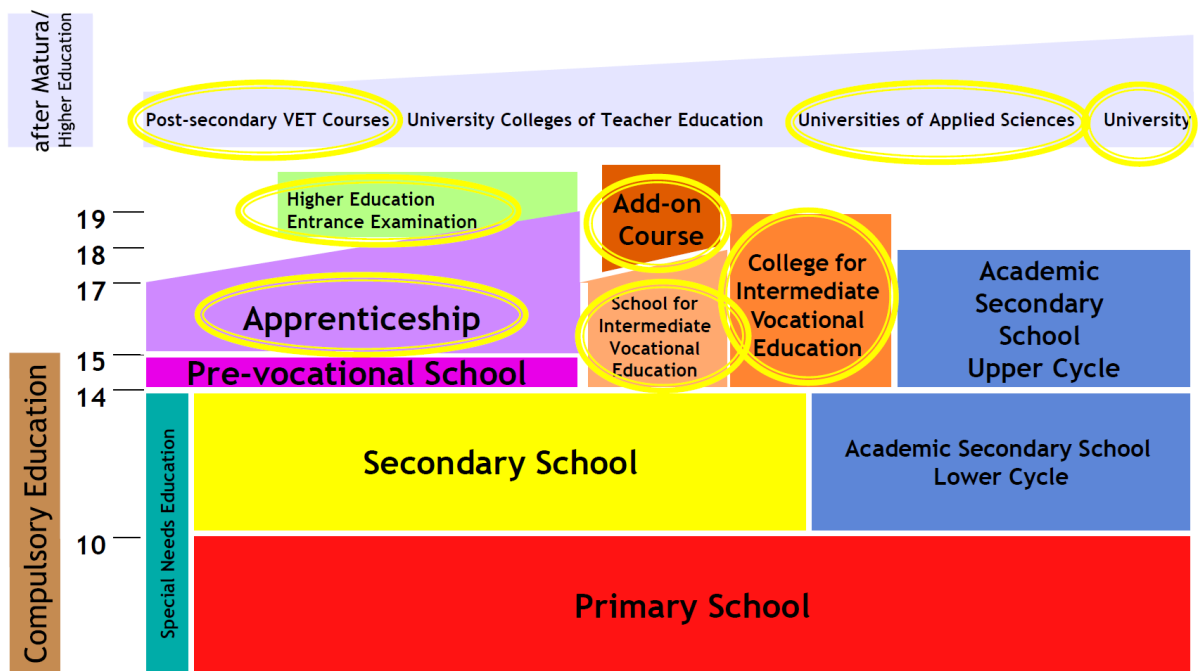 after Matura/
Higher Education
Post-secondary VET Courses
University Colleges of Teacher Education
Universities of Applied Sciences
University
Higher Education
Entrance Examination
Add-on
Course
19
18
17
College for
Intermediate
Vocational
Education
Academic
Secondary
School
Upper Cycle
Apprenticeship
School for
Intermediate
Vocational
Education
15
Pre-vocational School
14
Compulsory Education
Special Needs Education
Secondary School
Academic Secondary School
Lower Cycle
10
Primary School